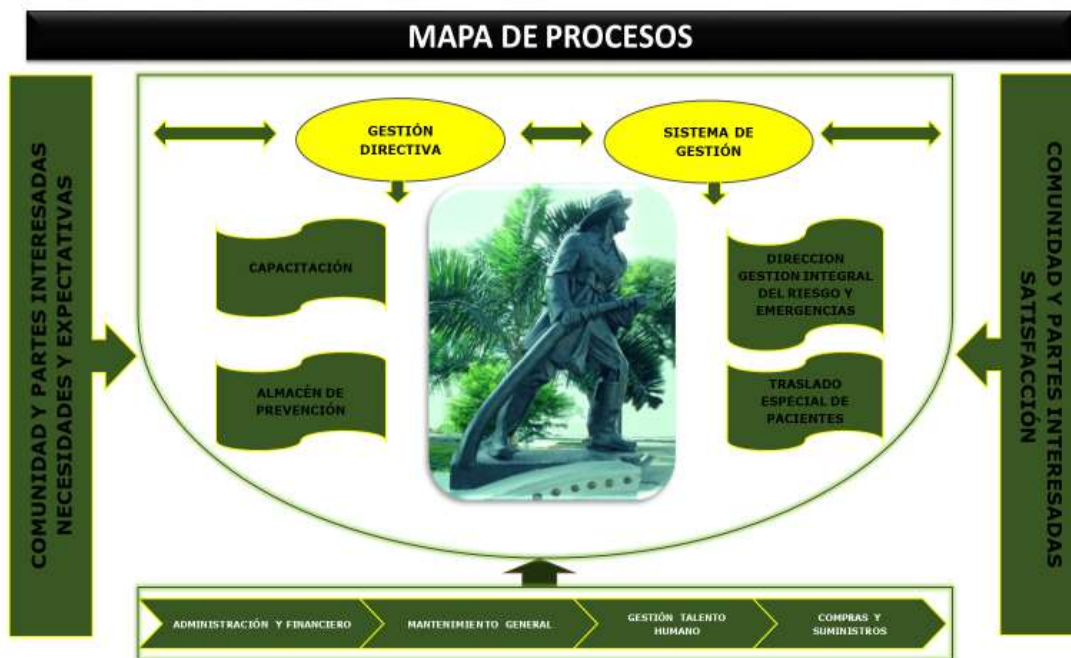 MAPA DE PROCESOS
COMUNIDAD Y PARTES INTERESADAS
NECESIDADES Y EXPECTATIVAS
GESTIÓN
DIRECTIVA
SISTEMA DE
GESTIÓN
CAPACITACIÓN
DIRECCION
GESTION INTEGRAL
DEL RIESGO Y
EMERGENCIAS
ALMACÉN DE
PREVENCIÓN
TRASLADO
ESPECIAL DE
PACIENTES
COMUNIDAD Y PARTES INTERESADAS
SATISFACCIÓN
ADMINISTRACIÓN Y FINANCIERO
MANTENIMIENTO GENERAL
GESTIÓN TALENTO
HUMANO
COMPRAS Y
SUMINISTROS